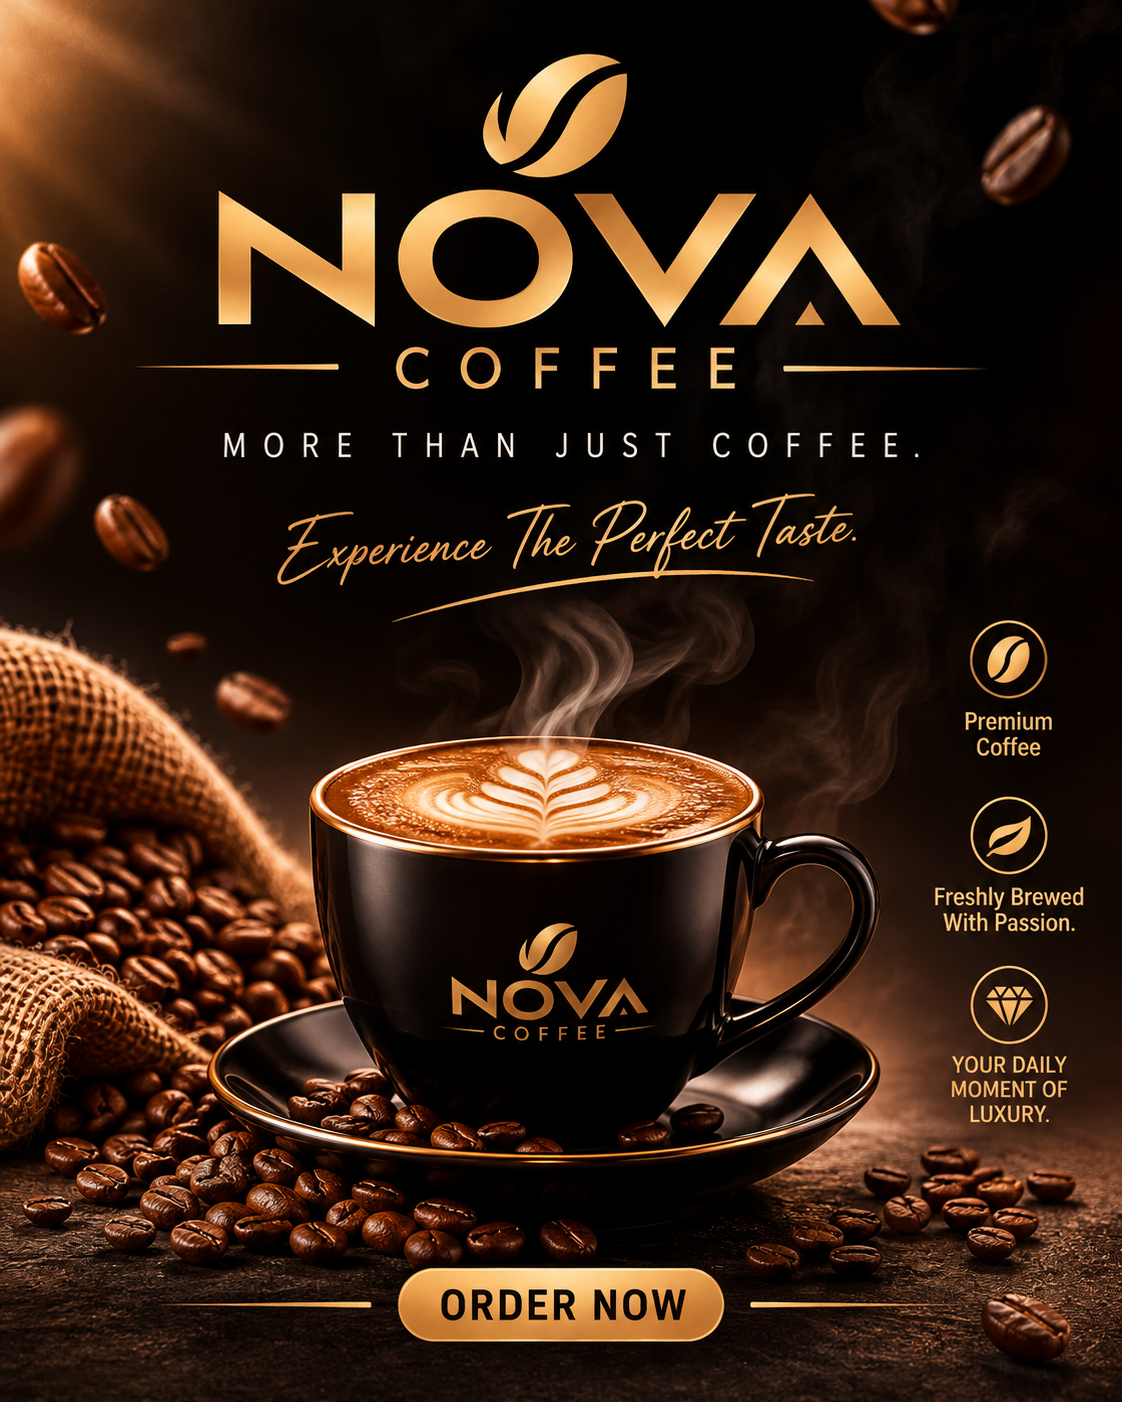 NOVA
COFFEE
MORE THAN JUST COFFEE.
Experience The Perfect Taste.
Premium
Coffee
Freshly Brewed
With Passion.
NOVA
COFFEE
YOUR DAILY
MOMENT OF
LUXURY.
ORDER NOW